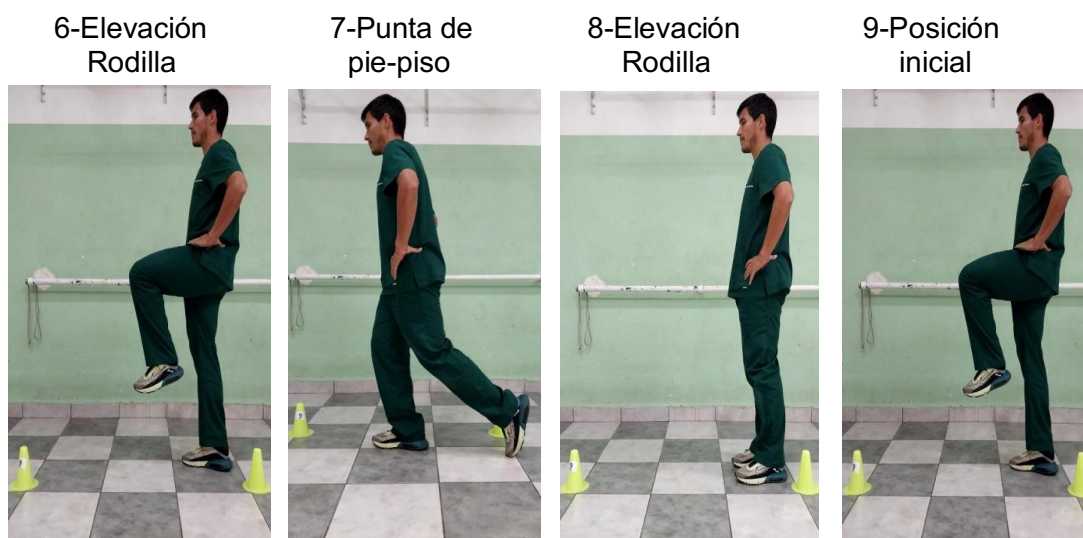 6-Elevación
Rodilla
7-Punta de
pie-piso
8-Elevación
Rodilla
9-Posición
inicial